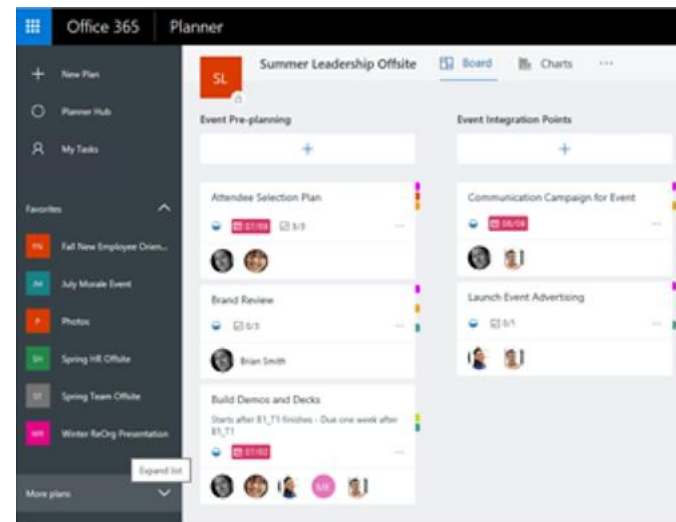 Office 365
Planner
New Plan
Planner Hub
My Tasks
Favorites
FN
Fall New Employee Orien...
JM
July Morale Event
P
Photos
SH
Spring HR Offsite
ST
Spring Team Offsite
WR
Winter ReOrg Presentation
Expand list
More plans
SL
Summer Leadership Offsite
Board
Charts
Event Pre-planning
Attendee Selection Plan
07/08
3/3
Brand Review
0/3
Brian Smith
Build Demos and Decks
Starts after B1_T1 finishes - Due one week after
B1_T1
MK
Event Integration Points
Communication Campaign for Event
Launch Event Advertising
0/1